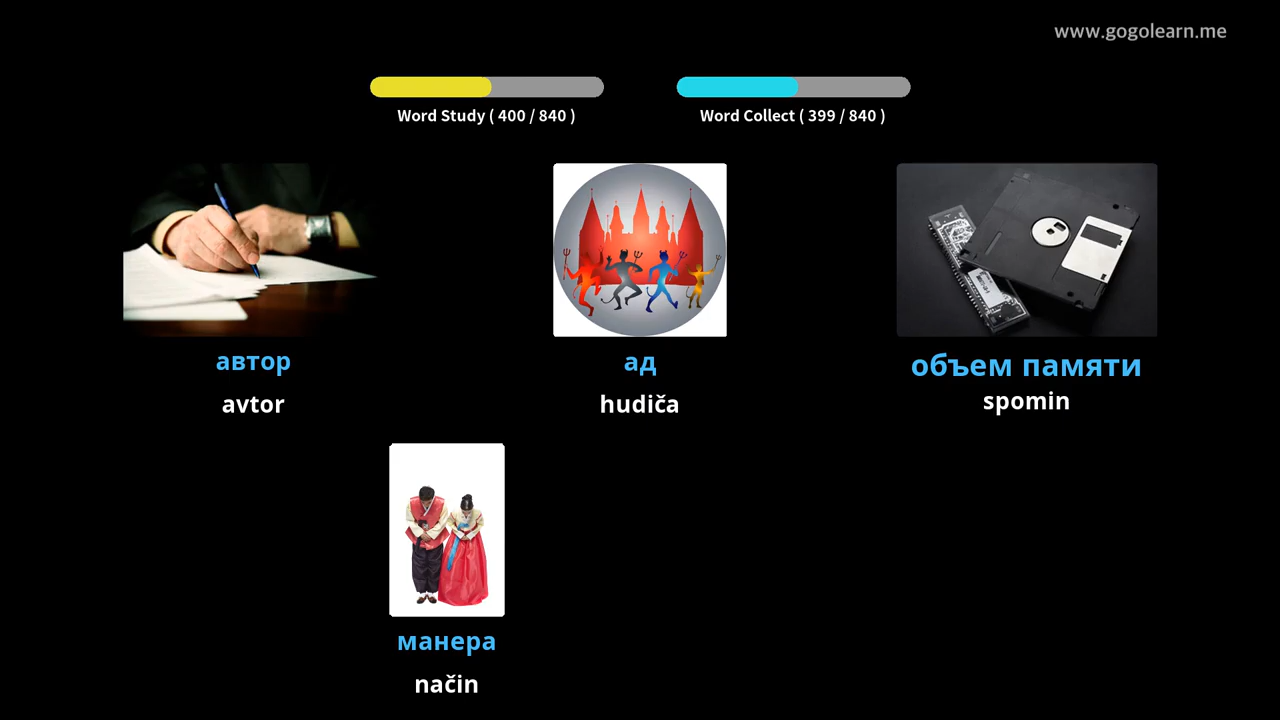 www.gogolearn.me
Word Study ( 400 / 840 )
Word Collect ( 399 / 840 )
автор
ад
объем памяти
avtor
hudiča
spomin
манера
način